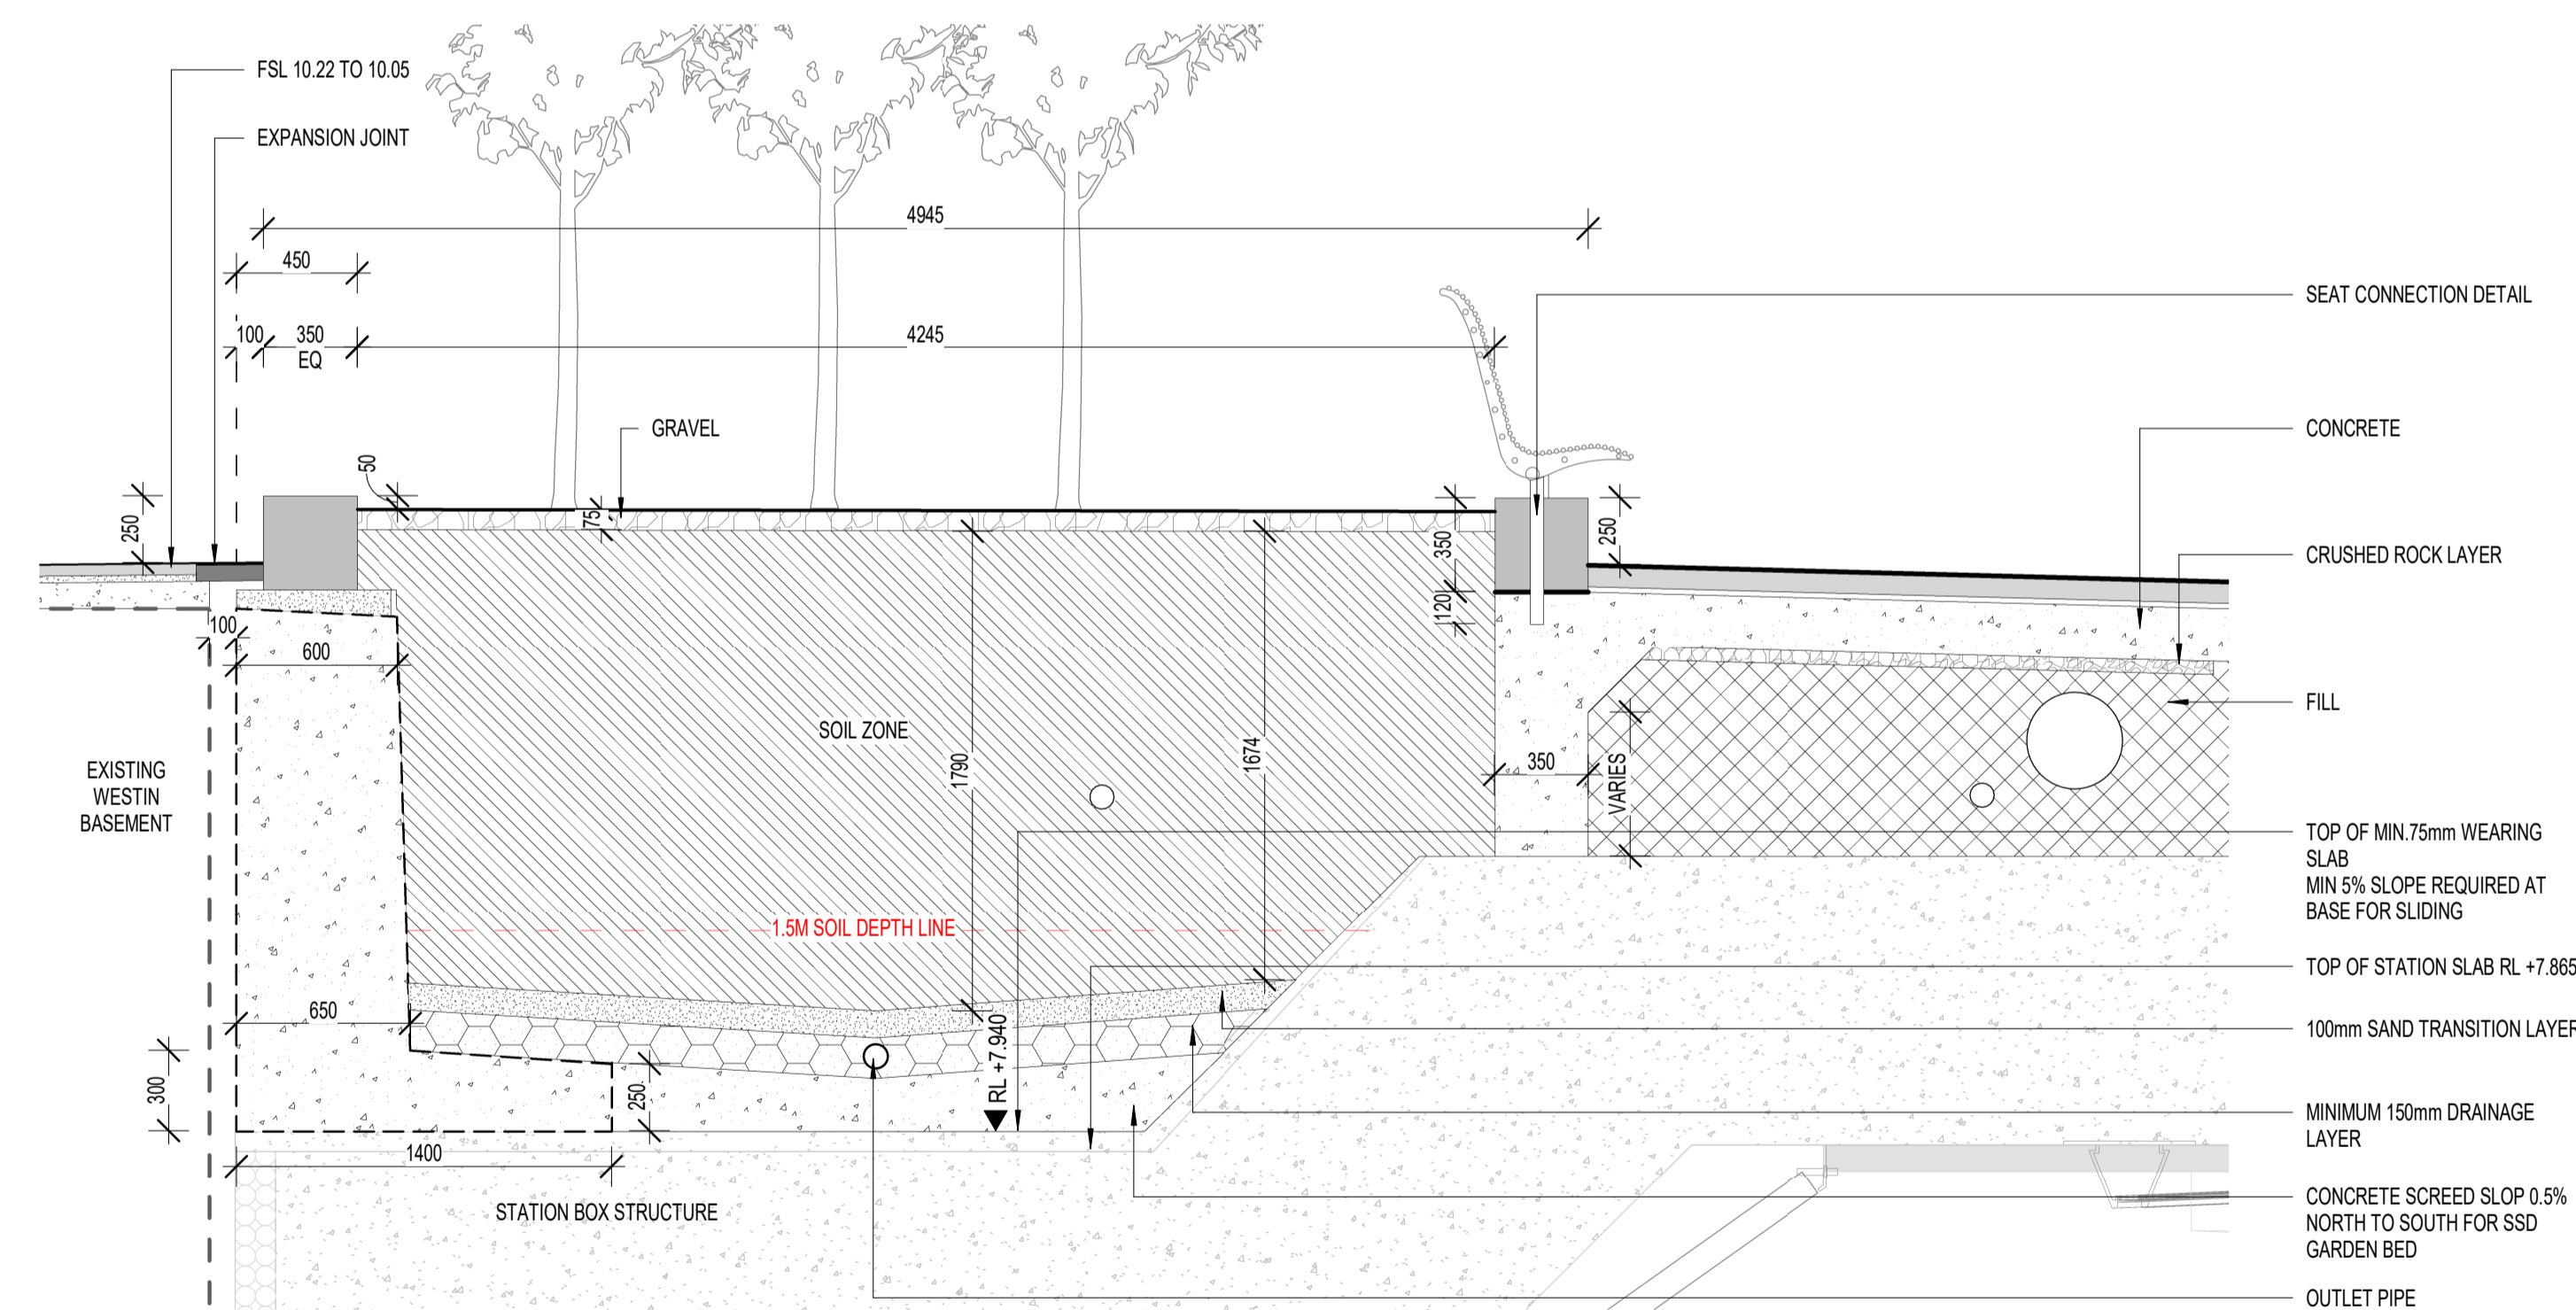 FSL 10.22 TO 10.05
EXPANSION JOINT
4945
450
100
350
EQ
4245
SEAT CONNECTION DETAIL
GRAVEL
CONCRETE
50
75
250
350
120
250
CRUSHED ROCK LAYER
100
600
FILL
SOIL ZONE
1790
1674
350
VARIES
EXISTING
WESTIN
BASEMENT
TOP OF MIN.75mm WEARING
SLAB
MIN 5% SLOPE REQUIRED AT
BASE FOR SLIDING
1.5M SOIL DEPTH LINE
TOP OF STATION SLAB RL +7.865
650
RL +7.940
100mm SAND TRANSITION LAYER
300
250
MINIMUM 150mm DRAINAGE
LAYER
1400
STATION BOX STRUCTURE
CONCRETE SCREED SLOP 0.5%
NORTH TO SOUTH FOR SSD
GARDEN BED
OUTLET PIPE